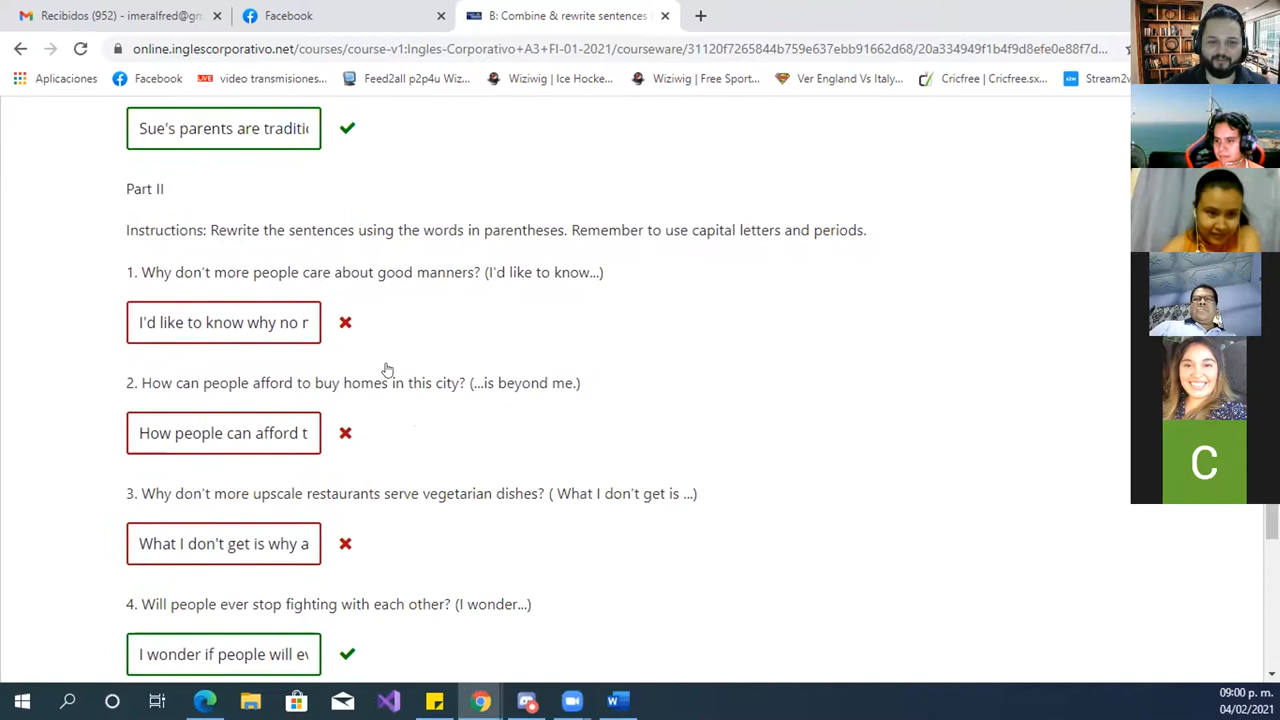 Recibidos (952) - imeralfred@gm
Facebook
B: Combine & rewrite sentences
online.inglescorporativo.net/courses/course-v1:Ingles-Corporativo+A3+FI-01-2021/courseware/31120f7265844b759e637ebb91662d68/20a334949f1b4f9d8efe0e88f7d...
Aplicaciones
Facebook
LIVE video transmisiones...
Feed2all p2p4u Wiz...
Wiziwig | Ice Hocke...
Wiziwig | Free Sport...
Ver England Vs Italy...
Cricfree | Cricfree.sx...
s2w Stream2w
Sue's parents are traditi
Part II
Instructions: Rewrite the sentences using the words in parentheses. Remember to use capital letters and periods.
1. Why don't more people care about good manners? (I'd like to know...)
I'd like to know why no
2. How can people afford to buy homes in this city? (...is beyond me.)
How people can afford t
3. Why don't more upscale restaurants serve vegetarian dishes? ( What I don't get is ...)
What I don't get is why a
4. Will people ever stop fighting with each other? (I wonder...)
I wonder if people will ev
C
09:00 p. m.
04/02/2021